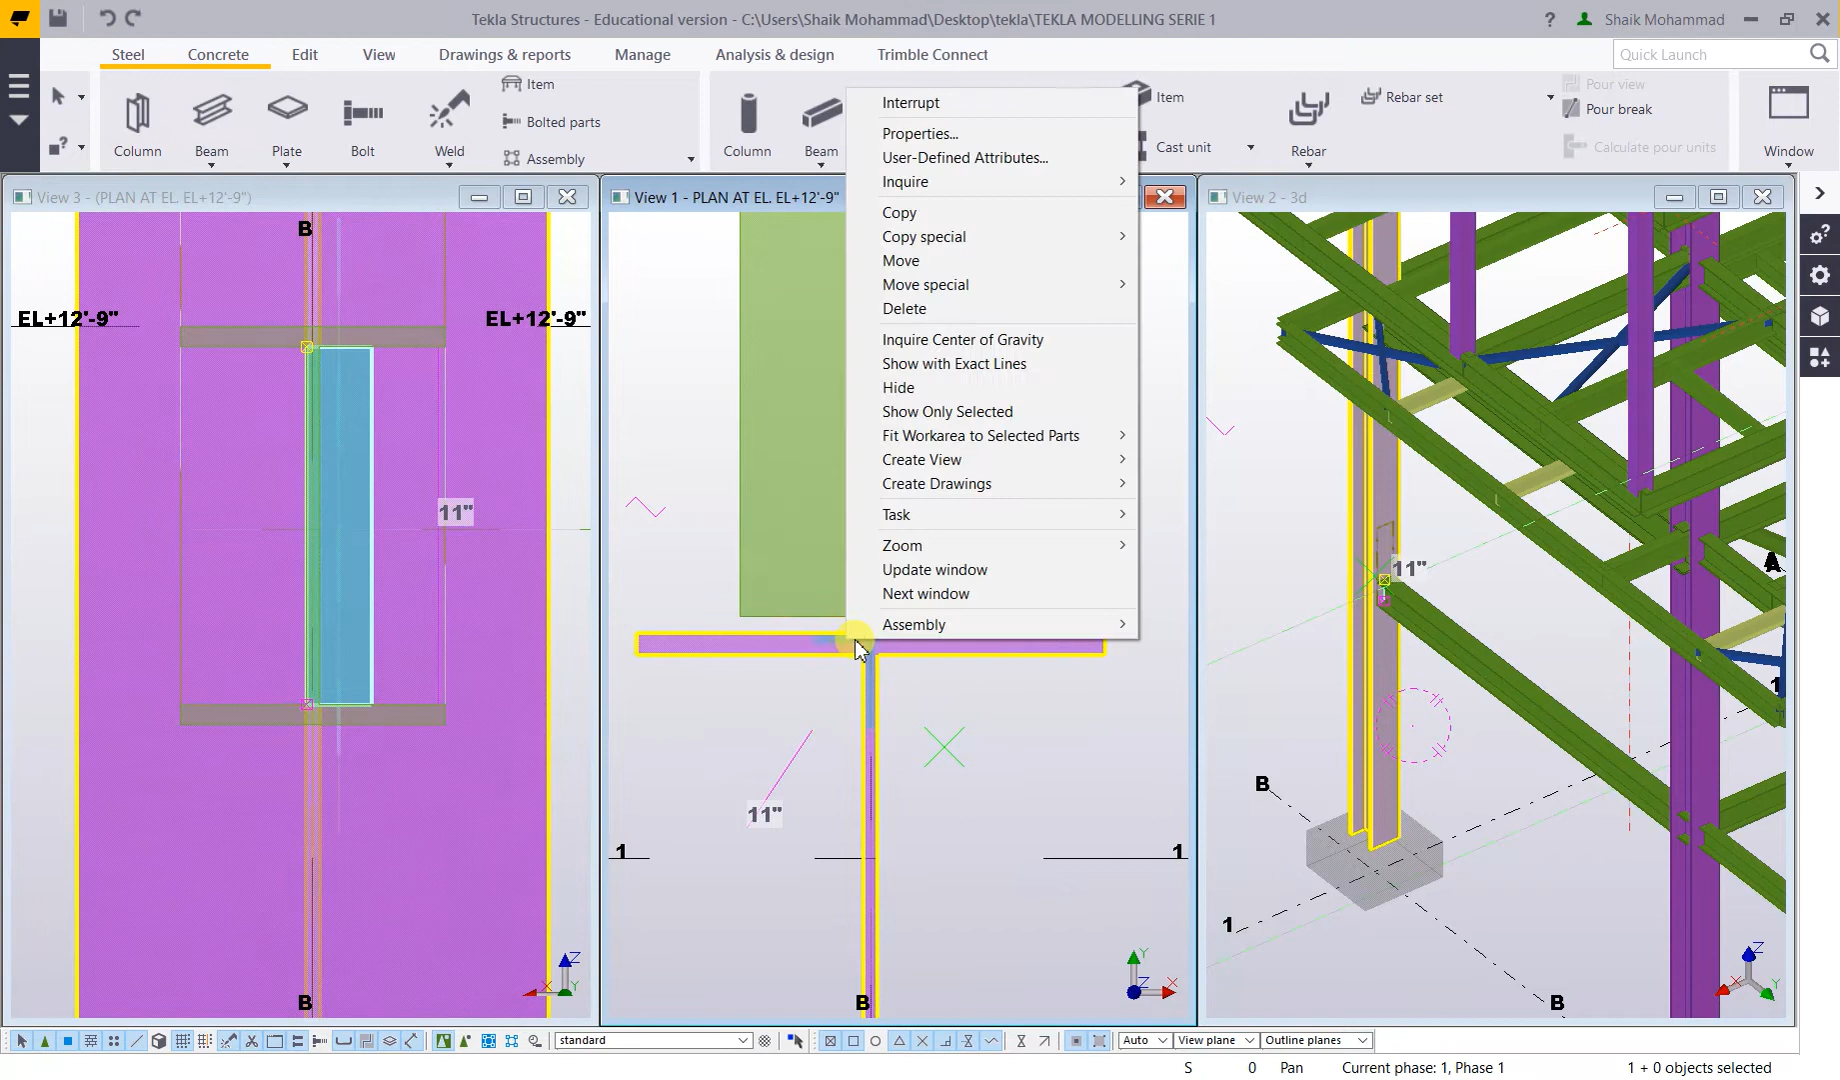 Tekla Structures - Educational version - C:\Users\Shaik Mohammad\Desktop\tekla\TEKLA MODELLING SERIE 1
?
Shaik Mohammad
Steel
Concrete
Edit
View
Drawings & reports
Manage
Analysis & design
Trimble Connect
Quick Launch
Column
Beam
Plate
Bolt
Weld
Item
Bolted parts
Assembly
Column
Beam
Item
Cast unit
Rebar
Rebar set
Pour view
Pour break
Calculate pour units
Window
View 3 - (PLAN AT EL. EL+12'-9")
View 1 - PLAN AT EL. EL+12'-9"
View 2 - 3d
Interrupt
Properties...
User-Defined Attributes...
Inquire
Copy
Copy special
Move
Move special
Delete
Inquire Center of Gravity
Show with Exact Lines
Hide
Show Only Selected
Fit Workarea to Selected Parts
Create View
Create Drawings
Task
Zoom
Update window
Next window
Assembly
B
EL+12'-9"
EL+12'-9"
11"
B
Z
X
Y
11"
1
1
B
Y
Z
X
11"
A
1
B
1
B
Z
X
Y
standard
Auto
View plane
Outline planes
S
0
Pan
Current phase: 1, Phase 1
1 + 0 objects selected